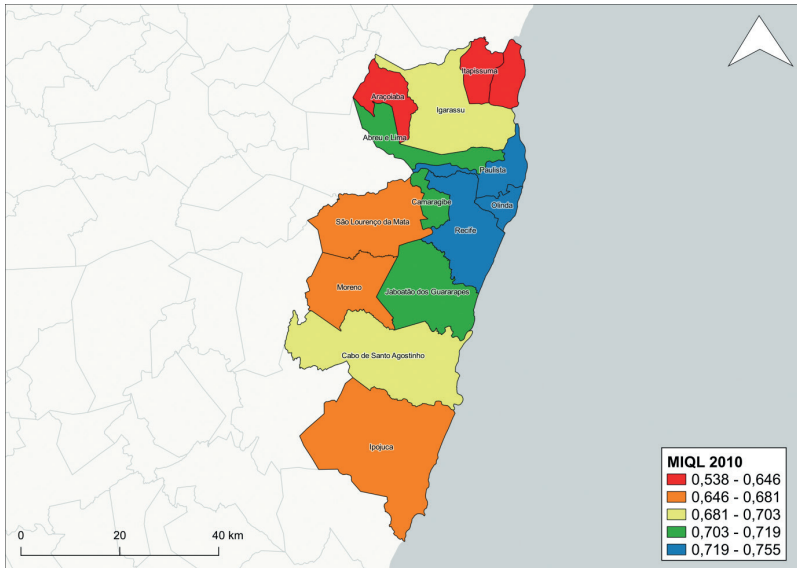 Itapissuma
Araçoiaba
Igarassu
Abreu e Lima
Paulista
Camaragibe
Olinda
São Lourenço da Mata
Recife
Moreno
Jaboatão dos Guararapes
Cabo de Santo Agostinho
Ipojuca
MIQL 2010
0,538 - 0,646
0,646 - 0,681
0,681 - 0,703
0,703 - 0,719
0,719 - 0,755
0 20 40 km